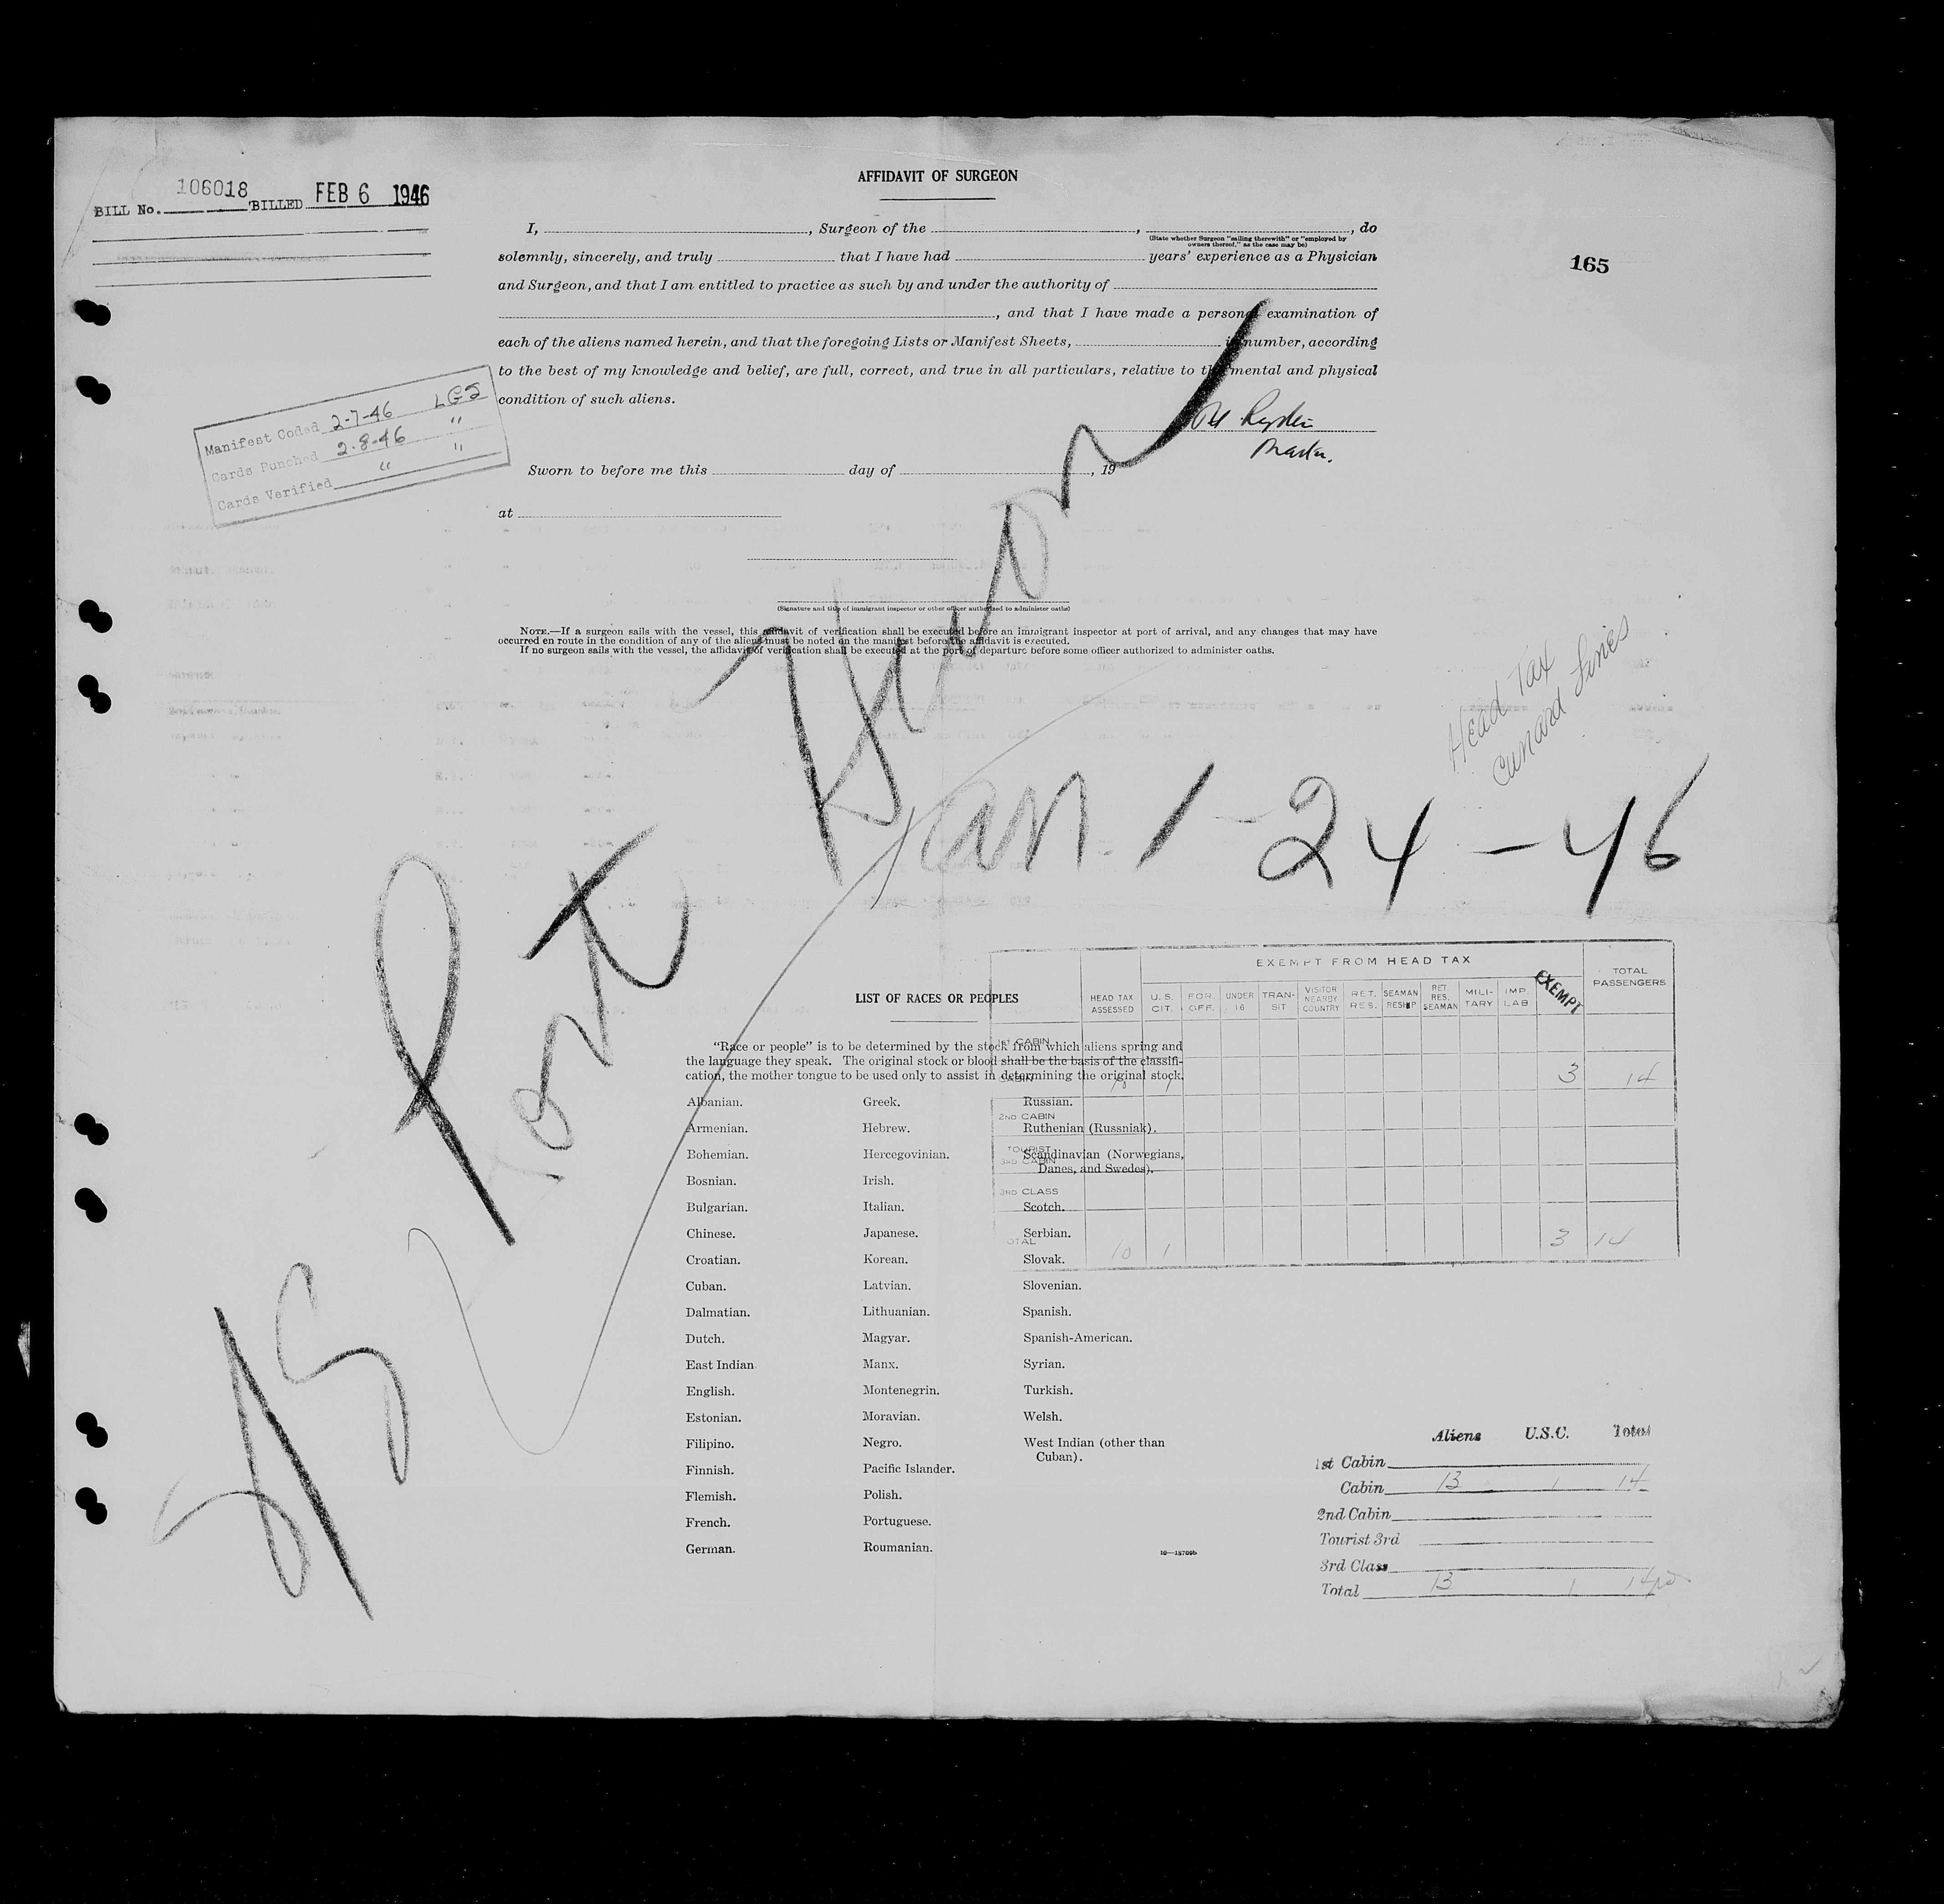 AFFIDAVIT OF SURGEON
BILL No. 106018 BILLED FEB 6 1946
165
I, , Surgeon of the , , do
(State whether Surgeon "sailing therewith" or "employed by
owners thereof," as the case may be)
solemnly, sincerely, and truly that I have had years' experience as a Physician
and Surgeon, and that I am entitled to practice as such by and under the authority of
, and that I have made a personal examination of
each of the aliens named herein, and that the foregoing Lists or Manifest Sheets, in number, according
to the best of my knowledge and belief, are full, correct, and true in all particulars, relative to the mental and physical
condition of such aliens.
Manifest Coded 2-7-46 LGJ
Cards Punched 2-8-46 "
Cards Verified " "
Master.
Sworn to before me this day of , 19
at
(Signature and title of immigrant inspector or other officer authorized to administer oaths)
NOTE.—If a surgeon sails with the vessel, this affidavit of verification shall be executed before an immigrant inspector at port of arrival, and any changes that may have
occurred en route in the condition of any of the aliens must be noted on the manifest before the affidavit is executed.
If no surgeon sails with the vessel, the affidavit of verification shall be executed at the port of departure before some officer authorized to administer oaths.
Head Tax
Cunard Lines
SS Port Huon
Jan. 1-24-46
EXEMPT FROM HEAD TAX
HEAD TAX ASSESSED U. S. CIT. FOR. OFF. UNDER 16 TRANSIT VISITOR NEARBY COUNTRY RET. RES. SEAMAN RESHIP RET. RES. SEAMAN MILITARY IMP. LAB EXEMPT TOTAL PASSENGERS
1ST CABIN
CABIN 10 1 3 14
2ND CABIN
TOURIST 3RD CABIN
3RD CLASS
TOTAL 10 1 3 14
LIST OF RACES OR PEOPLES
"Race or people" is to be determined by the stock from which aliens spring and
the language they speak. The original stock or blood shall be the basis of the classifi-
cation, the mother tongue to be used only to assist in determining the original stock.
Albanian.
Armenian.
Bohemian.
Bosnian.
Bulgarian.
Chinese.
Croatian.
Cuban.
Dalmatian.
Dutch.
East Indian
English.
Estonian.
Filipino.
Finnish.
Flemish.
French.
German.
Greek.
Hebrew.
Hercegovinian.
Irish.
Italian.
Japanese.
Korean.
Latvian.
Lithuanian.
Magyar.
Manx.
Montenegrin.
Moravian.
Negro.
Pacific Islander.
Polish.
Portuguese.
Roumanian.
Russian.
Ruthenian (Russniak).
Scandinavian (Norwegians,
Danes, and Swedes).
Scotch.
Serbian.
Slovak.
Slovenian.
Spanish.
Spanish-American.
Syrian.
Turkish.
Welsh.
West Indian (other than
Cuban).
Aliens U.S.C. Total
1st Cabin
Cabin 13 1 14
2nd Cabin
Tourist 3rd
3rd Class
Total 13 1 14